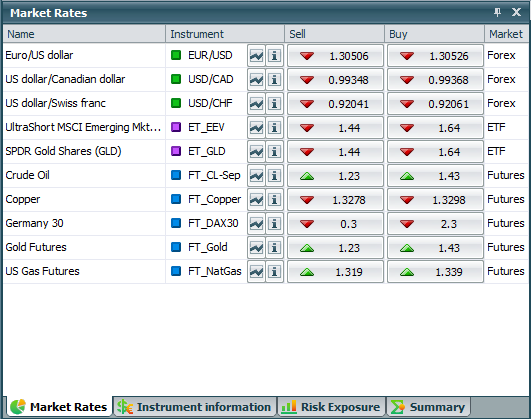 Market Rates
Name Instrument Sell Buy Market
Euro/US dollar EUR/USD 1.30506 1.30526 Forex
US dollar/Canadian dollar USD/CAD 0.99348 0.99368 Forex
US dollar/Swiss franc USD/CHF 0.92041 0.92061 Forex
UltraShort MSCI Emerging Mkt... ET_EEV 1.44 1.64 ETF
SPDR Gold Shares (GLD) ET_GLD 1.44 1.64 ETF
Crude Oil FT_CL-Sep 1.23 1.43 Futures
Copper FT_Copper 1.3278 1.3298 Futures
Germany 30 FT_DAX30 0.3 2.3 Futures
Gold Futures FT_Gold 1.23 1.43 Futures
US Gas Futures FT_NatGas 1.319 1.339 Futures
Market Rates Instrument information Risk Exposure Summary